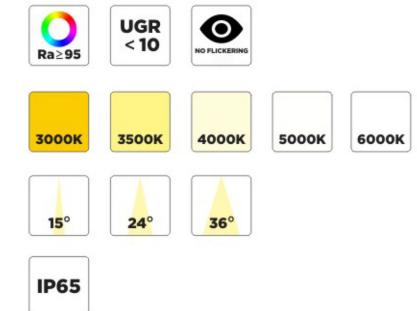 Ra≥95
UGR
< 10
NO FLICKERING
3000K
3500K
4000K
5000K
6000K
15°
24°
36°
IP65